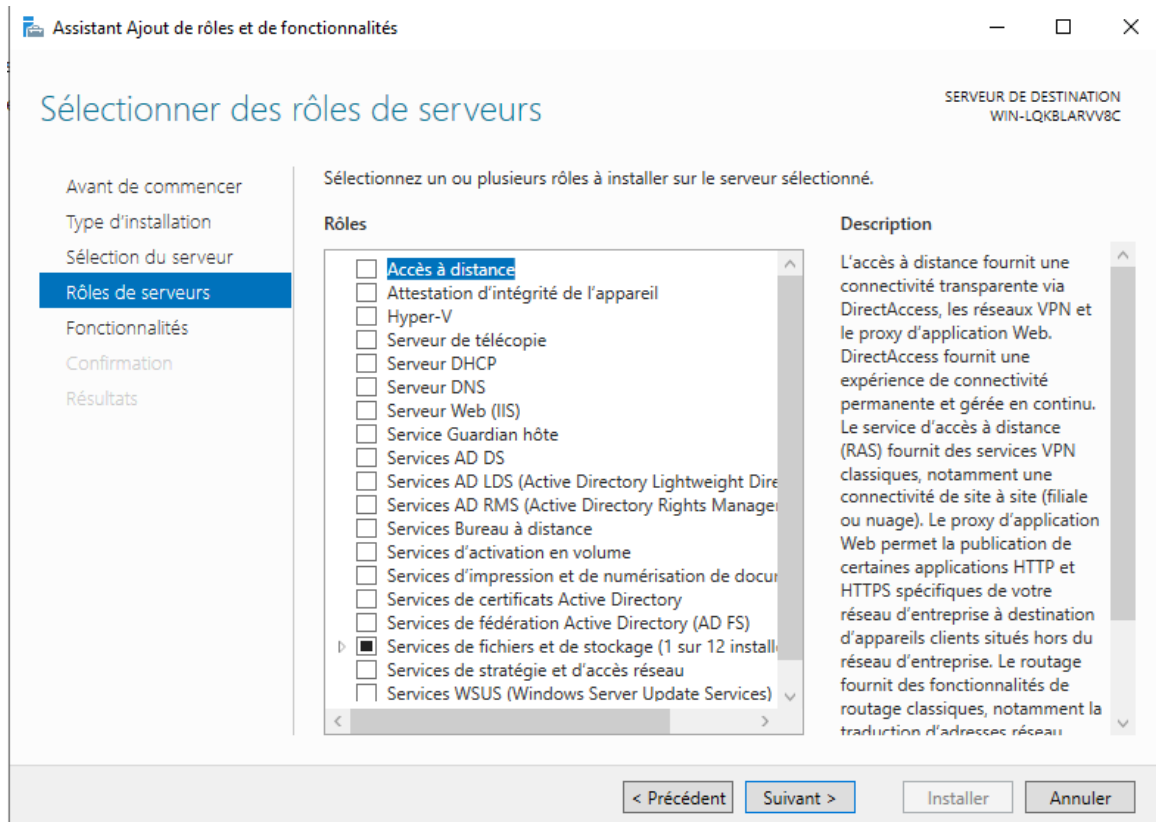 Assistant Ajout de rôles et de fonctionnalités
Sélectionner des rôles de serveurs
SERVEUR DE DESTINATION
WIN-LQKBLARVV8C
Avant de commencer
Type d'installation
Sélection du serveur
Rôles de serveurs
Fonctionnalités
Confirmation
Résultats
Sélectionnez un ou plusieurs rôles à installer sur le serveur sélectionné.
Rôles
Accès à distance
Attestation d'intégrité de l'appareil
Hyper-V
Serveur de télécopie
Serveur DHCP
Serveur DNS
Serveur Web (IIS)
Service Guardian hôte
Services AD DS
Services AD LDS (Active Directory Lightweight Dire
Services AD RMS (Active Directory Rights Manage
Services Bureau à distance
Services d'activation en volume
Services d'impression et de numérisation de docu
Services de certificats Active Directory
Services de fédération Active Directory (AD FS)
Services de fichiers et de stockage (1 sur 12 install
Services de stratégie et d'accès réseau
Services WSUS (Windows Server Update Services)
Description
L'accès à distance fournit une
connectivité transparente via
DirectAccess, les réseaux VPN et
le proxy d'application Web.
DirectAccess fournit une
expérience de connectivité
permanente et gérée en continu.
Le service d'accès à distance
(RAS) fournit des services VPN
classiques, notamment une
connectivité de site à site (filiale
ou nuage). Le proxy d'application
Web permet la publication de
certaines applications HTTP et
HTTPS spécifiques de votre
réseau d'entreprise à destination
d'appareils clients situés hors du
réseau d'entreprise. Le routage
fournit des fonctionnalités de
routage classiques, notamment la
traduction d'adresses réseau
< Précédent
Suivant >
Installer
Annuler